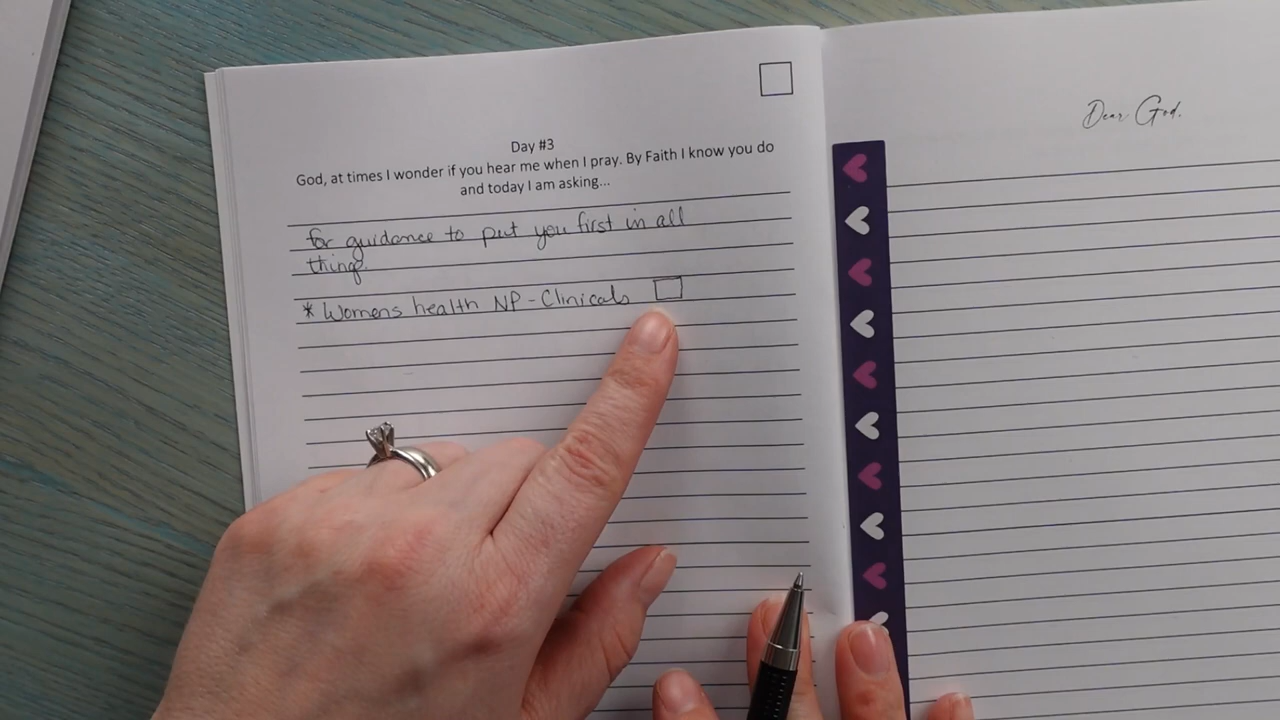 Day #3
God, at times I wonder if you hear me when I pray. By Faith I know you do
and today I am asking...
for guidance to put you first in all
things.
* Womens health NP - Clinicals
Dear God,